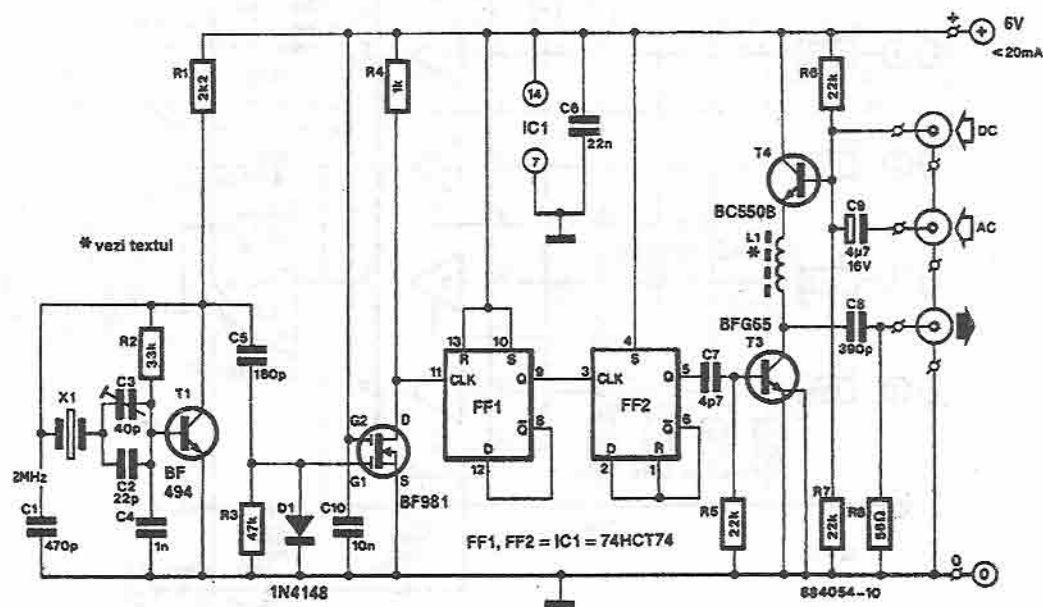 +
+
6V
<20mA
R1
2k2
R4
1k
14
IC1
7
C6
22n
R6
22k
DC
T4
BC550B
C9
4µ7
16V
AC
L1
*
* vezi textul
R2
33k
C5
180p
13
R
10
S
4
S
BFG65
C8
390p
T3
X1
C3
40p
T1
11
CLK
Q
9
FF1
3
CLK
Q
5
FF2
C7
4p7
G2
D
2MHz
C2
22p
BF
494
Q
D
12
D
2
R
1
Q
6
G1
S
BF981
C1
470p
C4
1n
R3
47k
D1
C10
10n
R5
22k
R7
22k
R8
56Ω
FF1, FF2 = IC1 = 74HCT74
0
0
1N4148
884054-10